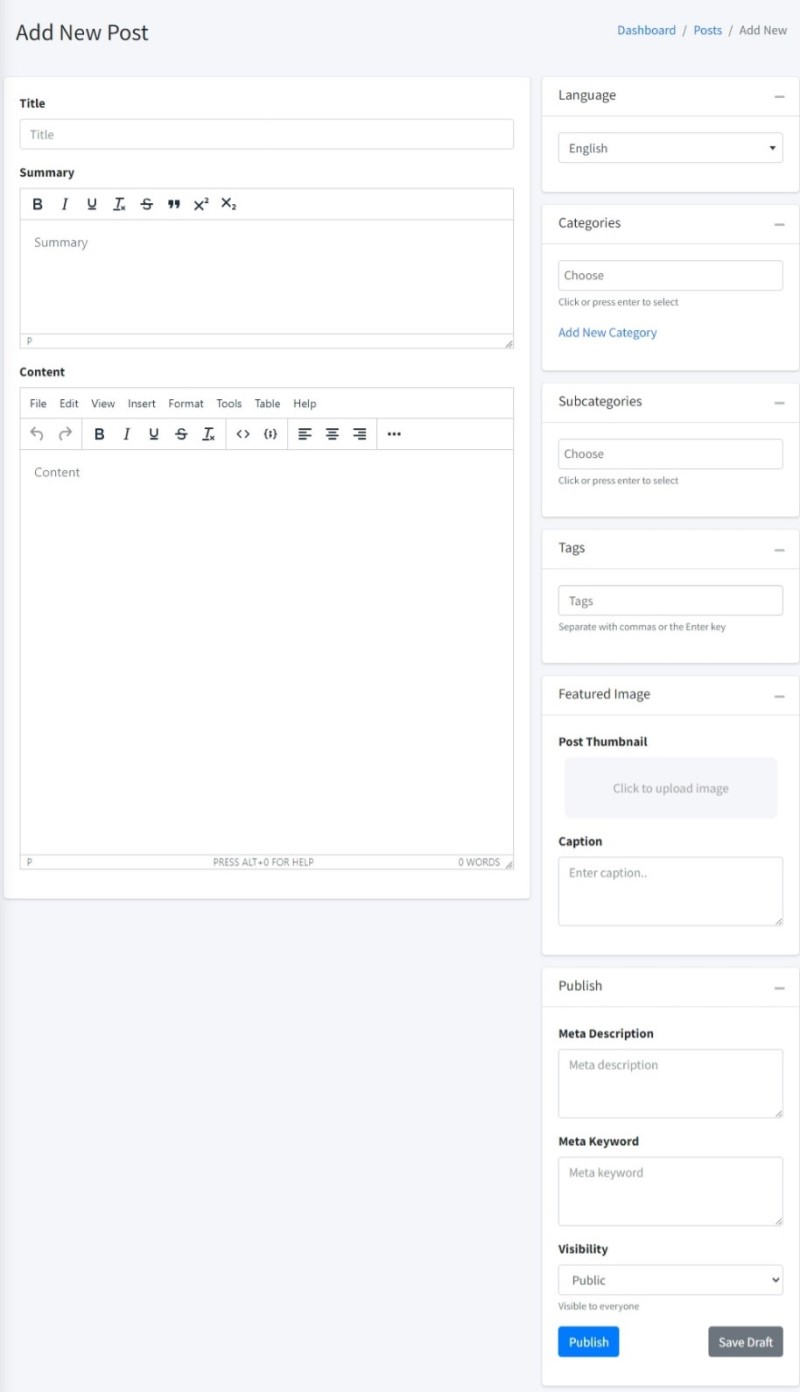 Add New Post
Dashboard / Posts / Add New
Title
Title
Summary
B I U Tx S ❞ X² X₂
Summary
P
Content
File Edit View Insert Format Tools Table Help
B I U S Tx <> {;} ...
Content
P PRESS ALT+0 FOR HELP 0 WORDS
Language
English
Categories
Choose
Click or press enter to select
Add New Category
Subcategories
Choose
Click or press enter to select
Tags
Tags
Separate with commas or the Enter key
Featured Image
Post Thumbnail
Click to upload image
Caption
Enter caption..
Publish
Meta Description
Meta description
Meta Keyword
Meta keyword
Visibility
Public
Visible to everyone
Publish Save Draft